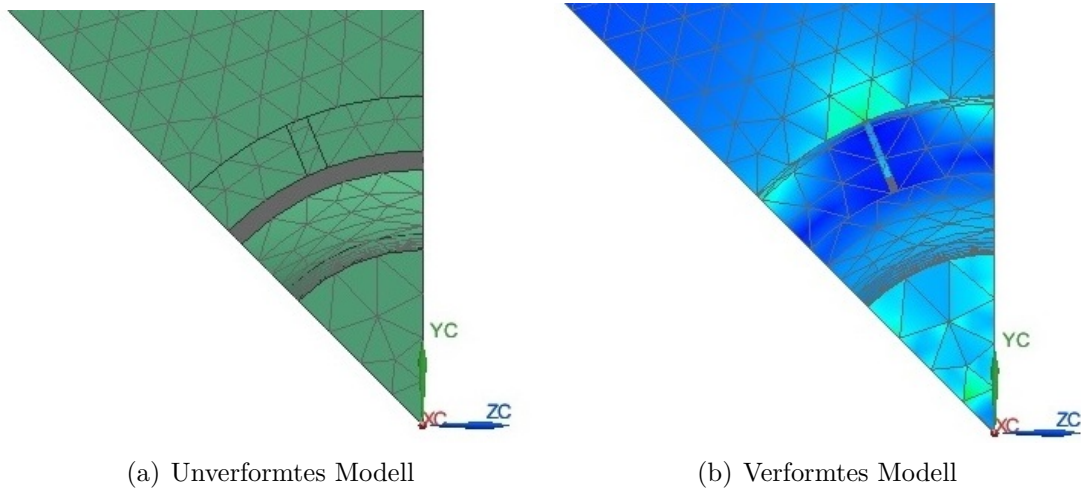 YC
XC
ZC
YC
XC
ZC
(a) Unverformtes Modell
(b) Verformtes Modell